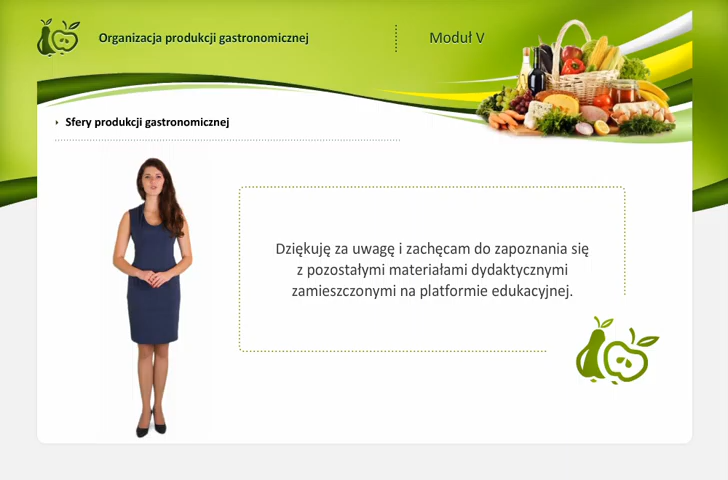 Organizacja produkcji gastronomicznej
Moduł V
Sfery produkcji gastronomicznej
Dziękuję za uwagę i zachęcam do zapoznania się
z pozostałymi materiałami dydaktycznymi
zamieszczonymi na platformie edukacyjnej.